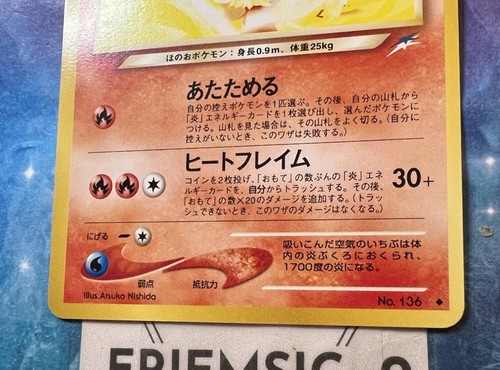 ほのおポケモン：身長0.9m、体重25kg
あたためる
自分の控えポケモンを1匹選ぶ。その後、自分の山札から
「炎」エネルギーカードを1枚選び出し、選んだポケモンに
つける。山札を見た場合は、その山札をよく切る。(自分に
控えがいないとき、このワザは失敗する。)
ヒートフレイム
30+
コインを2枚投げ、「おもて」の数ぶんの「炎」エネ
ルギーカードを、自分からトラッシュする。その後、
「おもて」の数×20のダメージを追加する。(トラッ
シュできないとき、このワザのダメージはなくなる。)
にげる
弱点
抵抗力
吸いこんだ空気のいちぶは体
内の炎ぶくろにおくられ、
1700度の炎になる。
Illus. Atsuko Nishida
No. 136